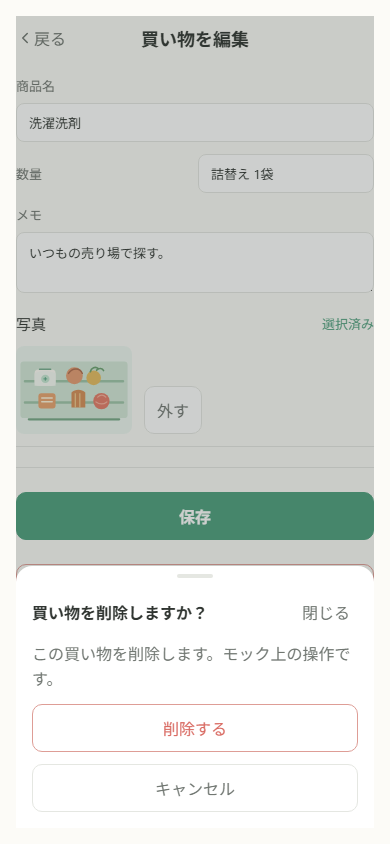 戻る
買い物を編集
商品名
洗濯洗剤
数量
詰替え 1袋
メモ
いつもの売り場で探す。
写真
選択済み
外す
保存
買い物を削除しますか？
閉じる
この買い物を削除します。モック上の操作で
す。
削除する
キャンセル